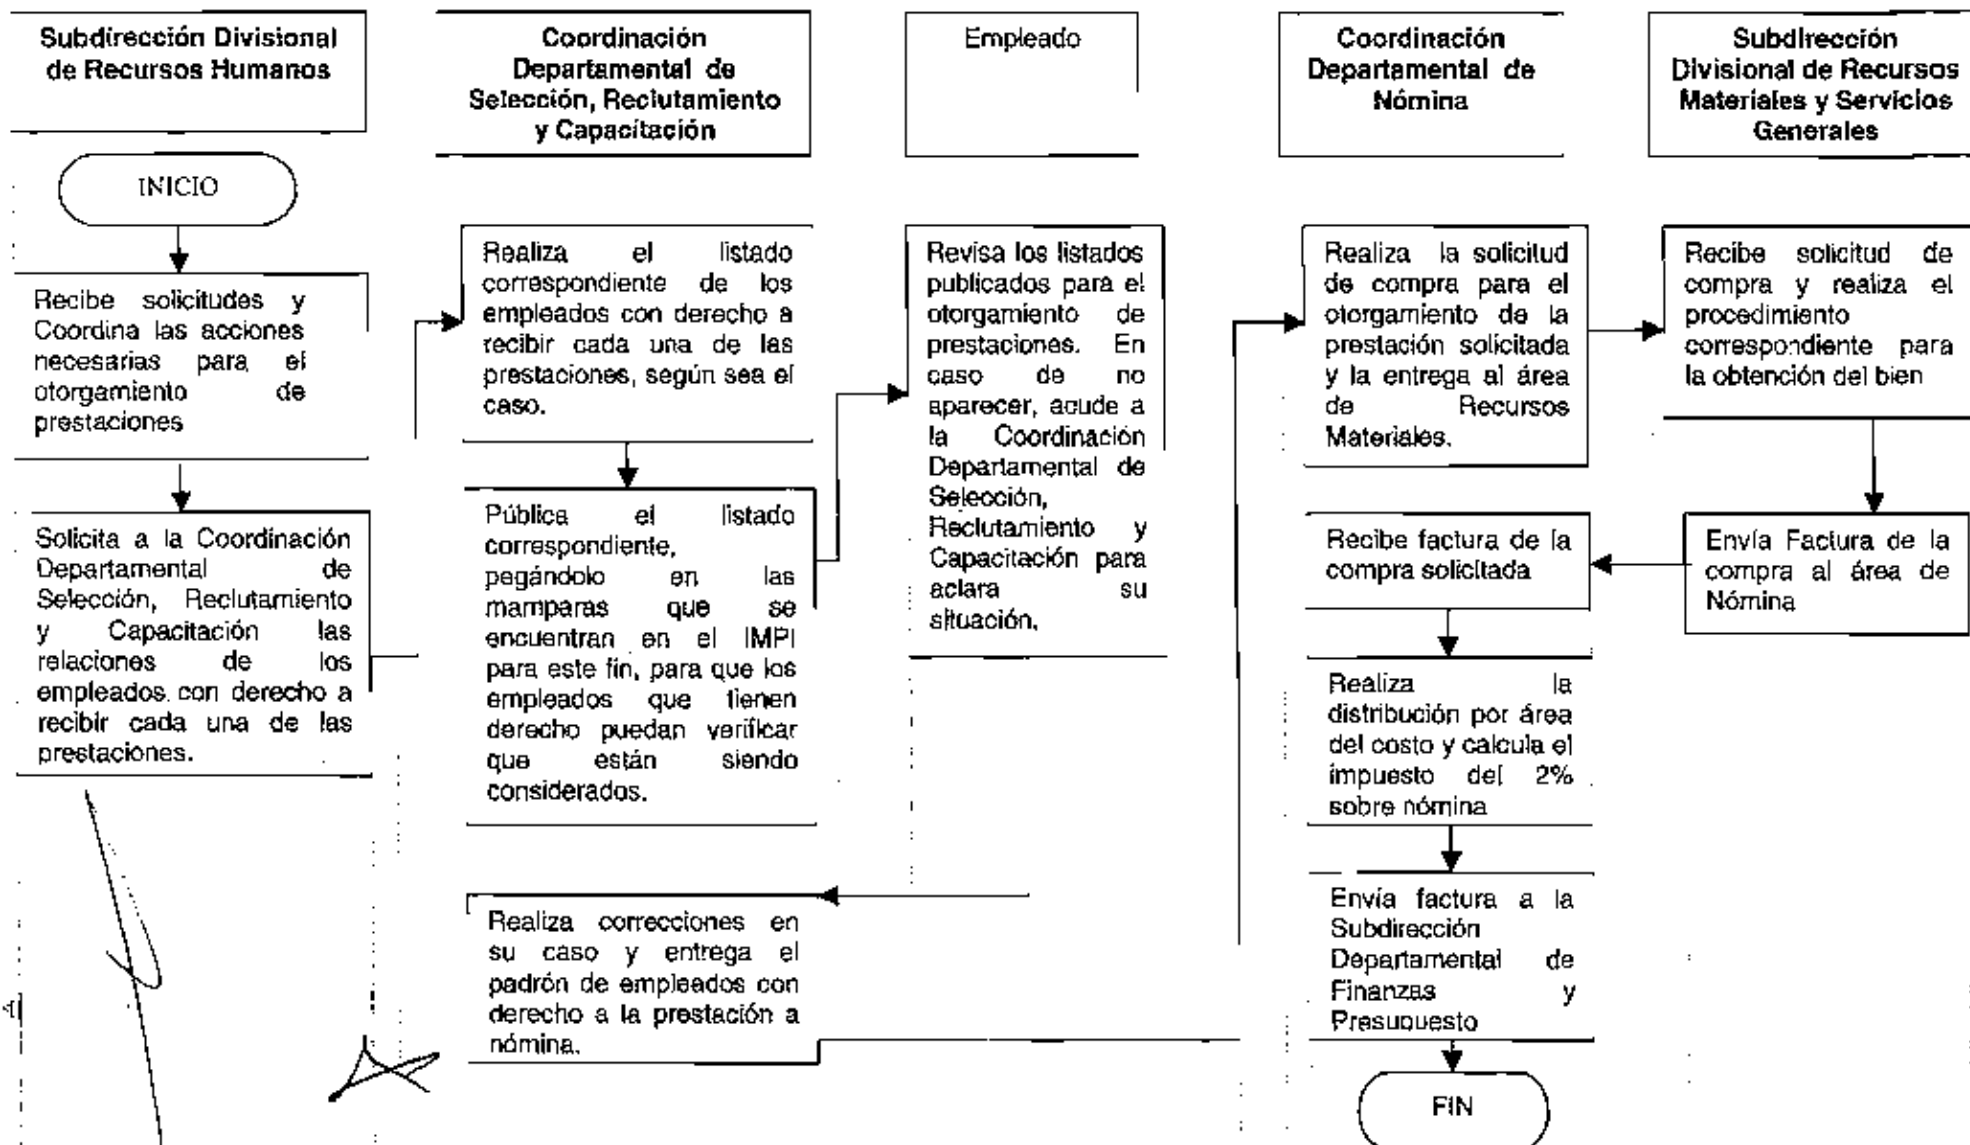 Subdirección Divisional
de Recursos Humanos
Coordinación
Departamental de
Selección, Reclutamiento
y Capacitación
Empleado
Coordinación
Departamental de
Nómina
Subdirección
Divisional de Recursos
Materiales y Servicios
Generales
INICIO
Recibe solicitudes y
Coordina las acciones
necesarias para el
otorgamiento de
prestaciones
Solicita a la Coordinación
Departamental de
Selección, Reclutamiento
y Capacitación las
relaciones de los
empleados con derecho a
recibir cada una de las
prestaciones.
Realiza el listado
correspondiente de los
empleados con derecho a
recibir cada una de las
prestaciones, según sea el
caso.
Pública el listado
correspondiente,
pegándolo en las
mamparas que se
encuentran en el IMPI
para este fin, para que los
empleados que tienen
derecho puedan verificar
que están siendo
considerados.
Realiza correcciones en
su caso y entrega el
padrón de empleados con
derecho a la prestación a
nómina.
Revisa los listados
publicados para el
otorgamiento de
prestaciones. En
caso de no
aparecer, acude a
la Coordinación
Departamental de
Selección,
Reclutamiento y
Capacitación para
aclara su
situación.
Realiza la solicitud
de compra para el
otorgamiento de la
prestación solicitada
y la entrega al área
de Recursos
Materiales.
Recibe factura de la
compra solicitada
Realiza la
distribución por área
del costo y calcula el
impuesto del 2%
sobre nómina
Envía factura a la
Subdirección
Departamental de
Finanzas y
Presupuesto
FIN
Recibe solicitud de
compra y realiza el
procedimiento
correspondiente para
la obtención del bien
Envía Factura de la
compra al área de
Nómina